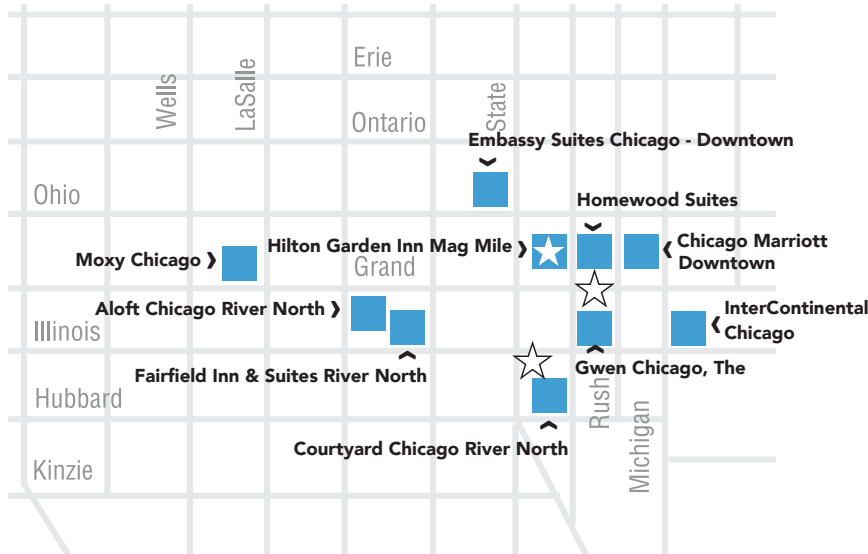 Erie
Wells
LaSalle
State
Ontario
Embassy Suites Chicago - Downtown
Ohio
Homewood Suites
Hilton Garden Inn Mag Mile
Chicago Marriott
Downtown
Moxy Chicago
Grand
Aloft Chicago River North
InterContinental
Chicago
Illinois
Fairfield Inn & Suites River North
Gwen Chicago, The
Hubbard
Rush
Michigan
Courtyard Chicago River North
Kinzie